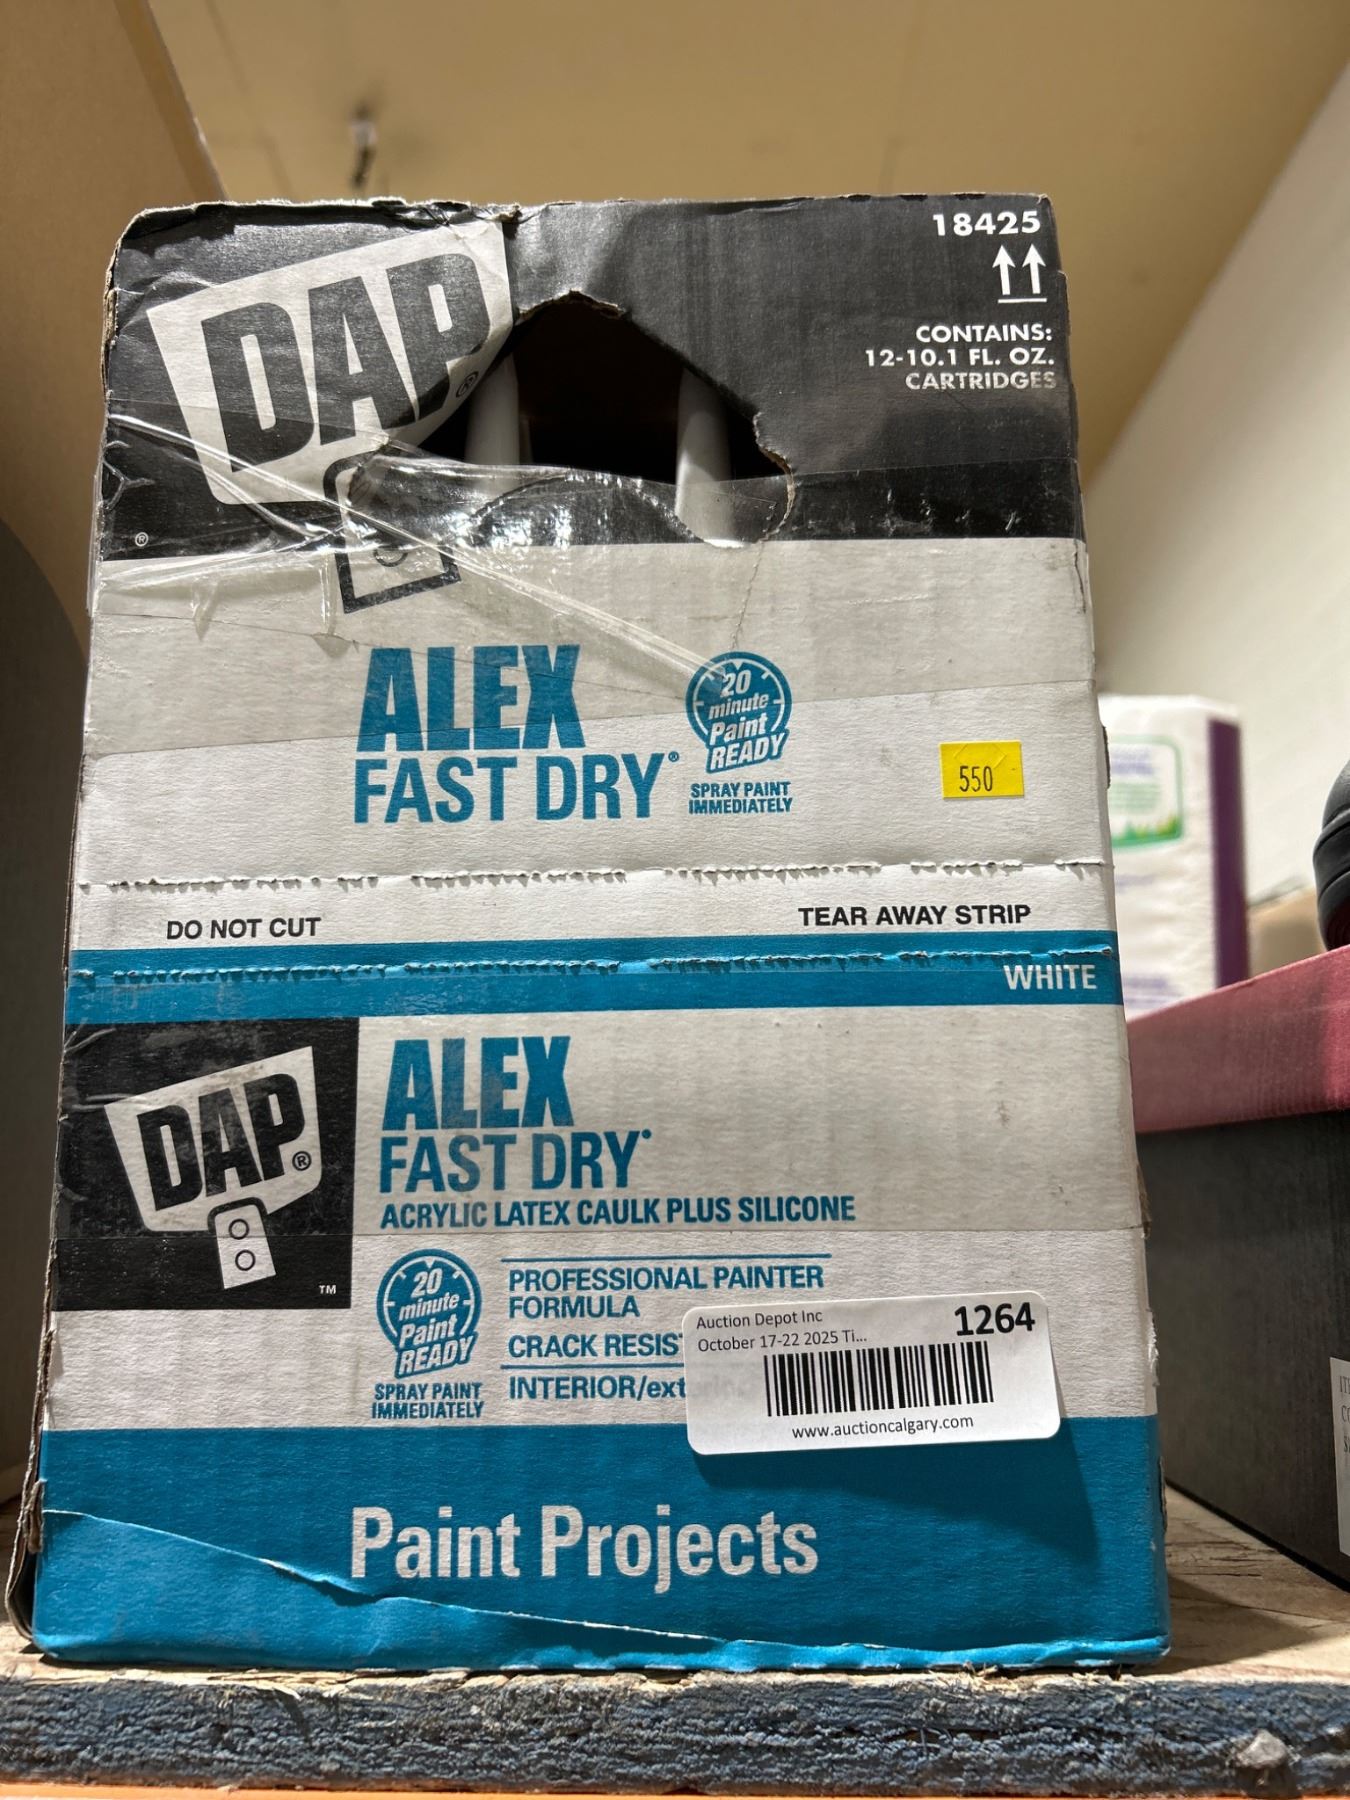 18425
CONTAINS:
12-10.1 FL. OZ.
CARTRIDGES
DAP®
®
ALEX
FAST DRY®
20
minute
Paint
READY
SPRAY PAINT
IMMEDIATELY
550
DO NOT CUT
TEAR AWAY STRIP
WHITE
DAP®
TM
ALEX
FAST DRY®
ACRYLIC LATEX CAULK PLUS SILICONE
20
minute
Paint
READY
SPRAY PAINT
IMMEDIATELY
PROFESSIONAL PAINTER
FORMULA
CRACK RESIS
INTERIOR/ext
Auction Depot Inc
1264
October 17-22 2025 Ti...
www.auctioncalgary.com
Paint Projects